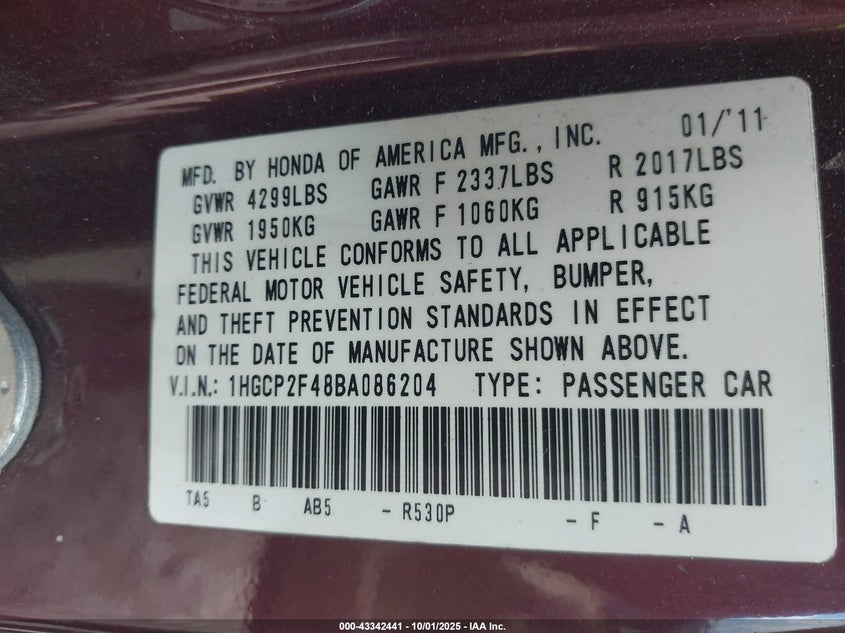 MFD. BY HONDA OF AMERICA MFG., INC. 01/'11
GVWR 4299LBS GAWR F 2337LBS R 2017LBS
GVWR 1950KG GAWR F 1060KG R 915KG
THIS VEHICLE CONFORMS TO ALL APPLICABLE
FEDERAL MOTOR VEHICLE SAFETY, BUMPER,
AND THEFT PREVENTION STANDARDS IN EFFECT
ON THE DATE OF MANUFACTURE SHOWN ABOVE.
V.I.N.: 1HGCP2F48BA086204 TYPE: PASSENGER CAR
TA5 B AB5 - R530P - F - A
000-43342441 - 10/01/2025 - IAA Inc.